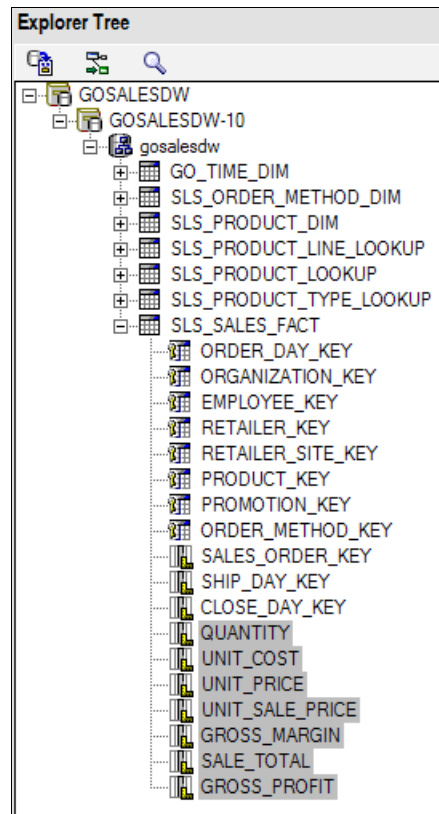 Explorer Tree
GOSALESDW
GOSALESDW-10
gosalesdw
GO_TIME_DIM
SLS_ORDER_METHOD_DIM
SLS_PRODUCT_DIM
SLS_PRODUCT_LINE_LOOKUP
SLS_PRODUCT_LOOKUP
SLS_PRODUCT_TYPE_LOOKUP
SLS_SALES_FACT
ORDER_DAY_KEY
ORGANIZATION_KEY
EMPLOYEE_KEY
RETAILER_KEY
RETAILER_SITE_KEY
PRODUCT_KEY
PROMOTION_KEY
ORDER_METHOD_KEY
SALES_ORDER_KEY
SHIP_DAY_KEY
CLOSE_DAY_KEY
QUANTITY
UNIT_COST
UNIT_PRICE
UNIT_SALE_PRICE
GROSS_MARGIN
SALE_TOTAL
GROSS_PROFIT